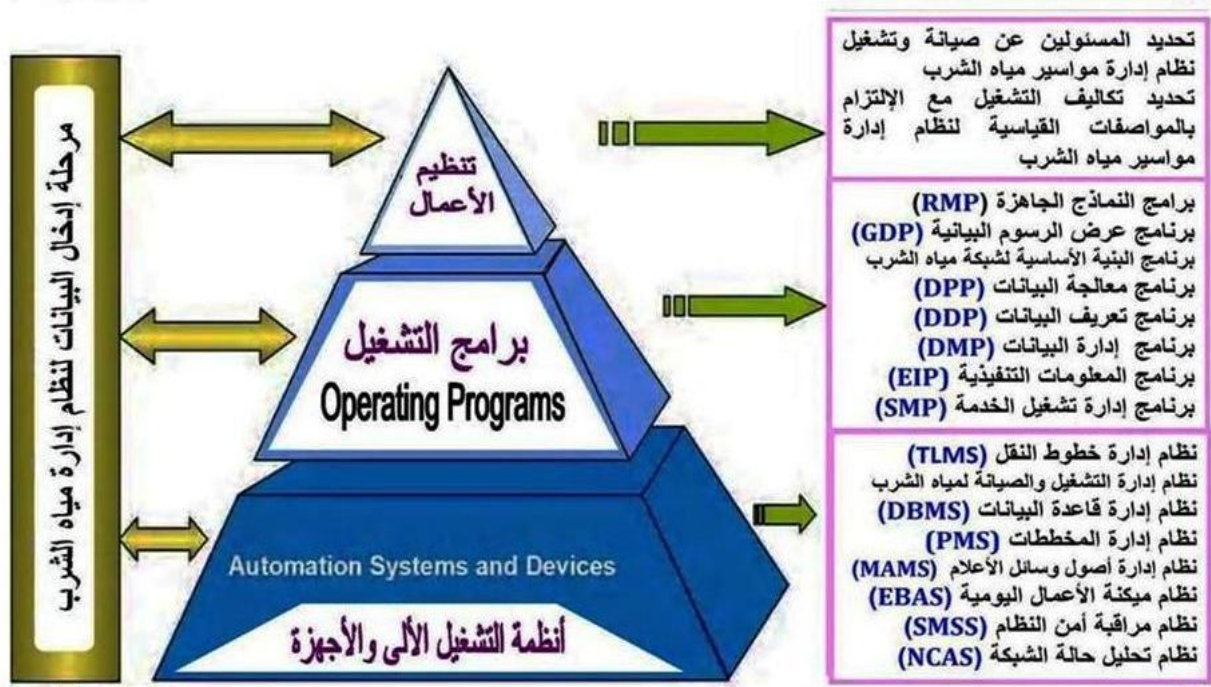 مرحلة إدخال البيانات لنظام إدارة مياه الشرب
تنظيم
الأعمال
برامج التشغيل
Operating Programs
Automation Systems and Devices
أنظمة التشغيل الألى والأجهزة
تحديد المسئولين عن صيانة وتشغيل
نظام إدارة مواسير مياه الشرب
تحديد تكاليف التشغيل مع الإلتزام
بالمواصفات القياسية لنظام إدارة
مواسير مياه الشرب
برامج النماذج الجاهزة (RMP)
برنامج عرض الرسوم البيانية (GDP)
برنامج البنية الأساسية لشبكة مياه الشرب
برنامج معالجة البيانات (DPP)
برنامج تعريف البيانات (DDP)
برنامج إدارة البيانات (DMP)
برنامج المعلومات التنفيذية (EIP)
برنامج إدارة تشغيل الخدمة (SMP)
نظام إدارة خطوط النقل (TLMS)
نظام إدارة التشغيل والصيانة لمياه الشرب
نظام إدارة قاعدة البيانات (DBMS)
نظام إدارة المخططات (PMS)
نظام إدارة أصول وسائل الأعلام (MAMS)
نظام ميكنة الأعمال اليومية (EBAS)
نظام مراقبة أمن النظام (SMSS)
نظام تحليل حالة الشبكة (NCAS)